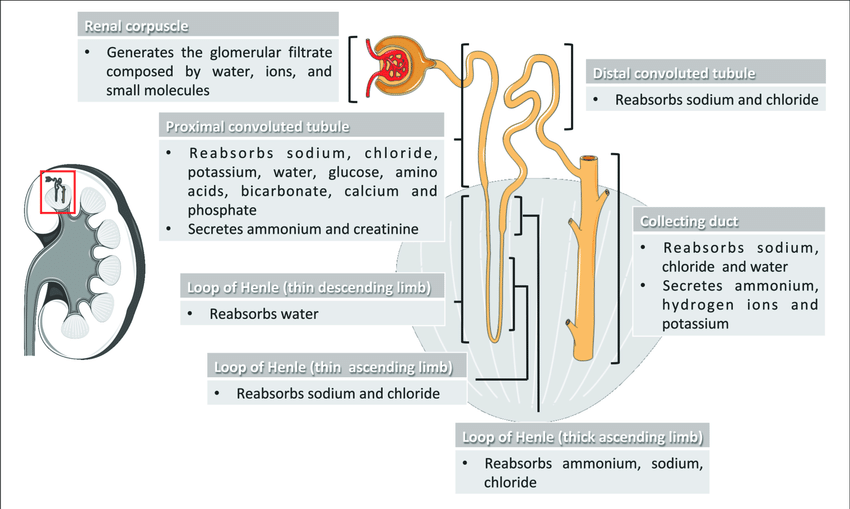 Renal corpuscle
• Generates the glomerular filtrate
composed by water, ions, and
small molecules
Proximal convoluted tubule
• Reabsorbs sodium, chloride,
potassium, water, glucose, amino
acids, bicarbonate, calcium and
phosphate
• Secretes ammonium and creatinine
Loop of Henle (thin descending limb)
• Reabsorbs water
Loop of Henle (thin ascending limb)
• Reabsorbs sodium and chloride
Loop of Henle (thick ascending limb)
• Reabsorbs ammonium, sodium,
chloride
Distal convoluted tubule
• Reabsorbs sodium and chloride
Collecting duct
• Reabsorbs sodium,
chloride and water
• Secretes ammonium,
hydrogen ions and
potassium